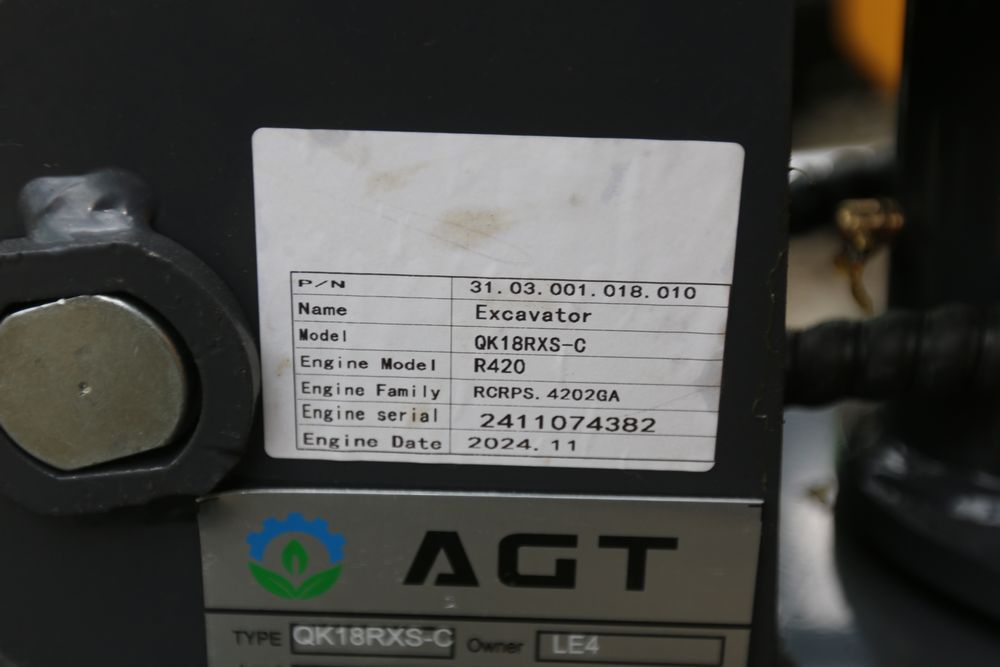 P/N 31.03.001.018.010
Name Excavator
Model QK18RXS-C
Engine Model R420
Engine Family RCRPS.4202GA
Engine serial 2411074382
Engine Date 2024.11
AGT
TYPE QK18RXS-C Owner LE4